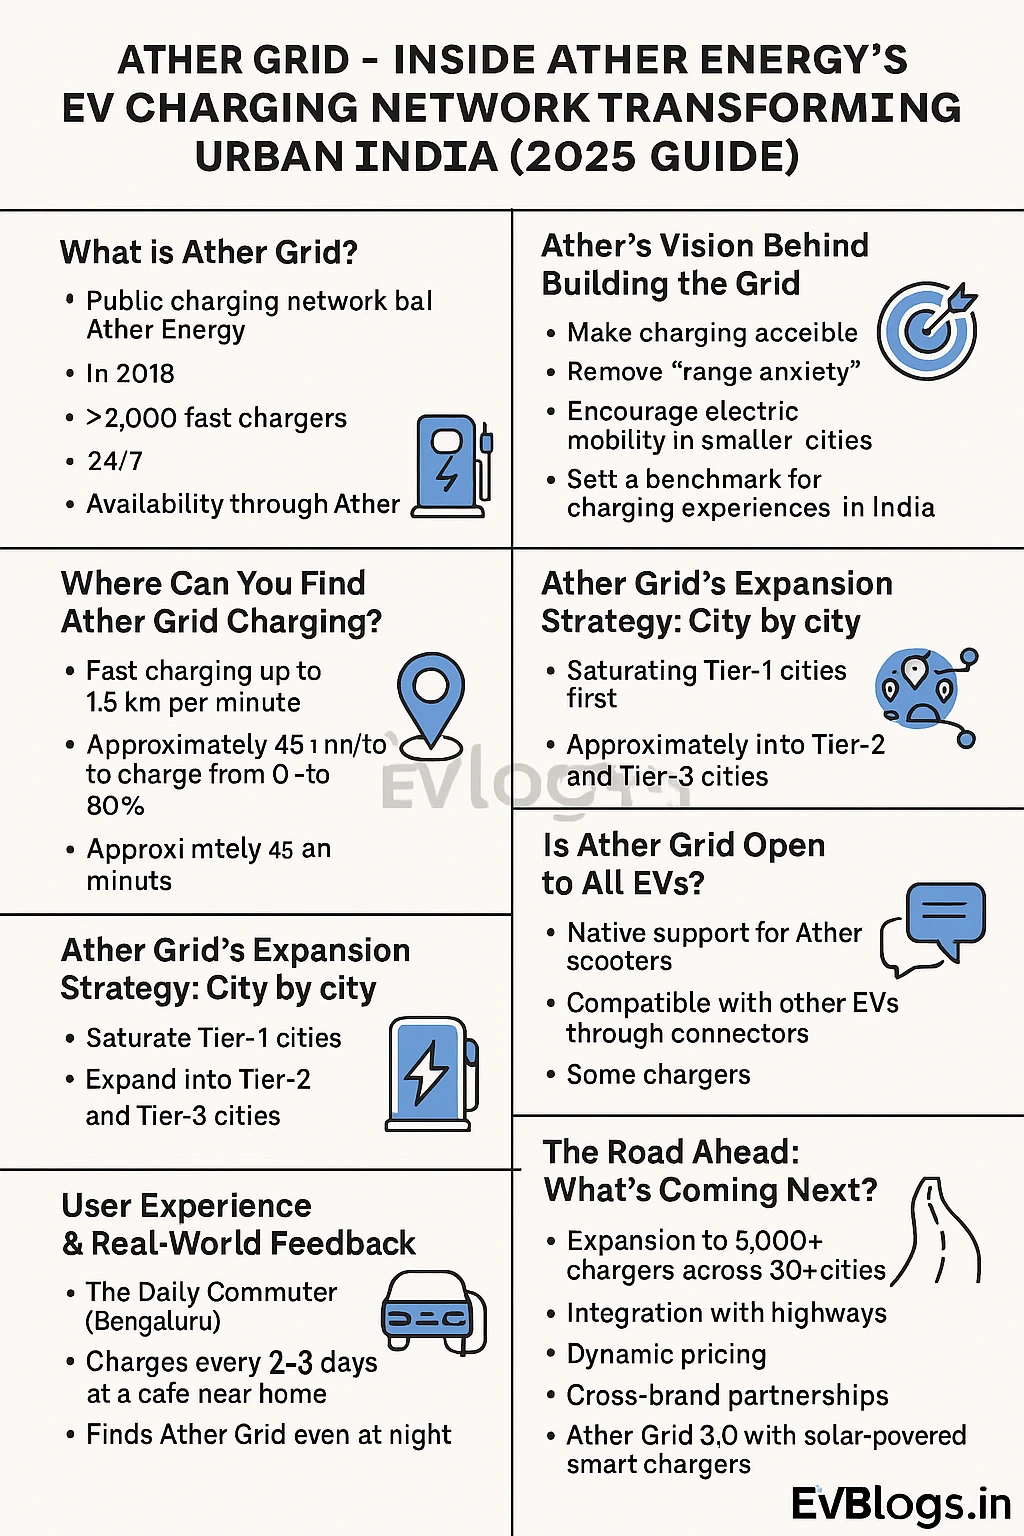 ATHER GRID – INSIDE ATHER ENERGY'S
EV CHARGING NETWORK TRANSFORMING
URBAN INDIA (2025 GUIDE)
What is Ather Grid?
• Public charging network bal
Ather Energy
• In 2018
• >2,000 fast chargers
• 24/7
• Availability through Ather
Ather's Vision Behind
Building the Grid
• Make charging acceible
• Remove “range anxiety”
• Encourage electric
mobility in smaller cities
• Sett a benchmark for
charging experiences in India
Where Can You Find
Ather Grid Charging?
• Fast charging up to
1.5 km per minute
• Approximately 45
to charge from 0 -to
80%
• Approxi mtely 45 an
minuts
Ather Grid's Expansion
Strategy: City by city
• Saturating Tier-1 cities
first
• Approximately into Tier-2
and Tier-3 cities
Is Ather Grid Open
to All EVs?
• Native support for Ather
scooters
• Compatible with other EVs
through connectors
• Some chargers
Ather Grid's Expansion
Strategy: City by city
• Saturate Tier-1 cities
• Expand into Tier-2
and Tier-3 cities
User Experience
& Real-World Feedback
• The Daily Commuter
(Bengaluru)
• Charges every 2-3 days
at a cafe near home
• Finds Ather Grid even at night
The Road Ahead:
What's Coming Next?
• Expansion to 5,000+
chargers across 30+cities
• Integration with highways
• Dynamic pricing
• Cross-brand partnerships
• Ather Grid 3,0 with solar-povered
smart chargers
EVBlogs.in